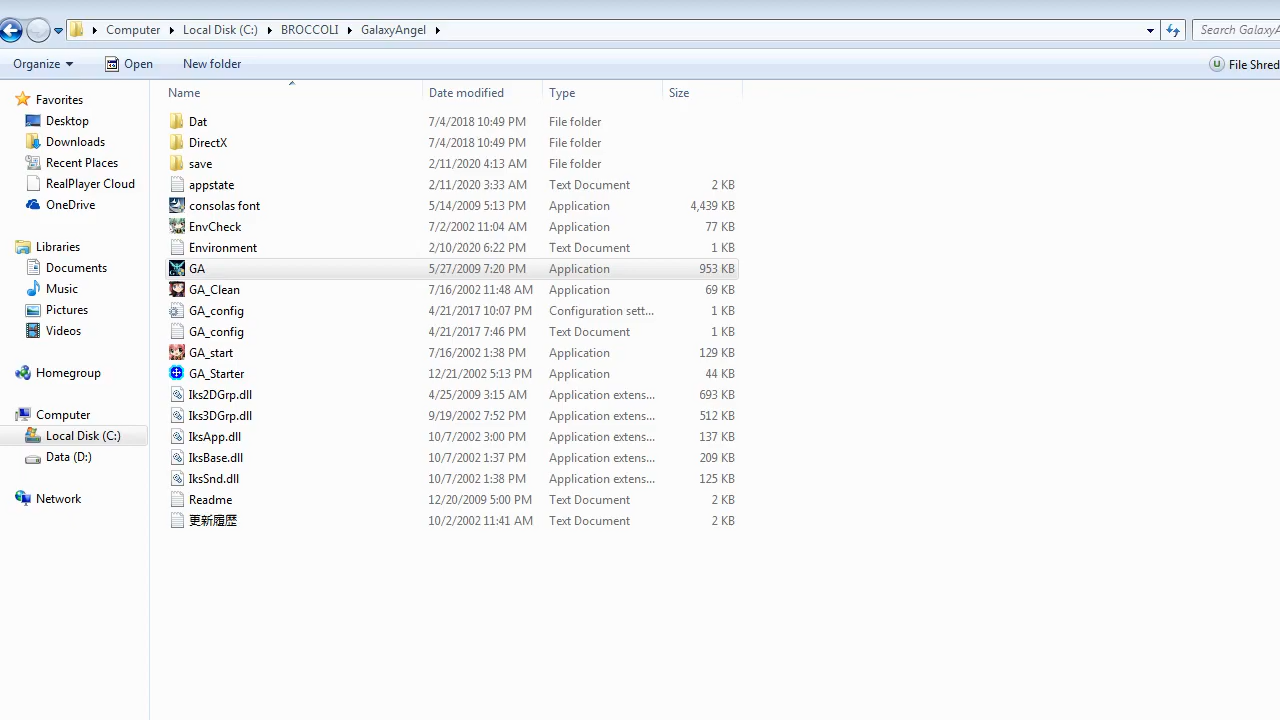 Computer Local Disk (C:) BROCCOLI GalaxyAngel Search GalaxyA
Organize Open New folder File Shred
Name Date modified Type Size
Favorites
Desktop
Downloads
Recent Places
RealPlayer Cloud
OneDrive
Libraries
Documents
Music
Pictures
Videos
Homegroup
Computer
Local Disk (C:)
Data (D:)
Network
Dat 7/4/2018 10:49 PM File folder
DirectX 7/4/2018 10:49 PM File folder
save 2/11/2020 4:13 AM File folder
appstate 2/11/2020 3:33 AM Text Document 2 KB
consolas font 5/14/2009 5:13 PM Application 4,439 KB
EnvCheck 7/2/2002 11:04 AM Application 77 KB
Environment 2/10/2020 6:22 PM Text Document 1 KB
GA 5/27/2009 7:20 PM Application 953 KB
GA_Clean 7/16/2002 11:48 AM Application 69 KB
GA_config 4/21/2017 10:07 PM Configuration sett... 1 KB
GA_config 4/21/2017 7:46 PM Text Document 1 KB
GA_start 7/16/2002 1:38 PM Application 129 KB
GA_Starter 12/21/2002 5:13 PM Application 44 KB
Iks2DGrp.dll 4/25/2009 3:15 AM Application extens... 693 KB
Iks3DGrp.dll 9/19/2002 7:52 PM Application extens... 512 KB
IksApp.dll 10/7/2002 3:00 PM Application extens... 137 KB
IksBase.dll 10/7/2002 1:37 PM Application extens... 209 KB
IksSnd.dll 10/7/2002 1:38 PM Application extens... 125 KB
Readme 12/20/2009 5:00 PM Text Document 2 KB
更新履歴 10/2/2002 11:41 AM Text Document 2 KB